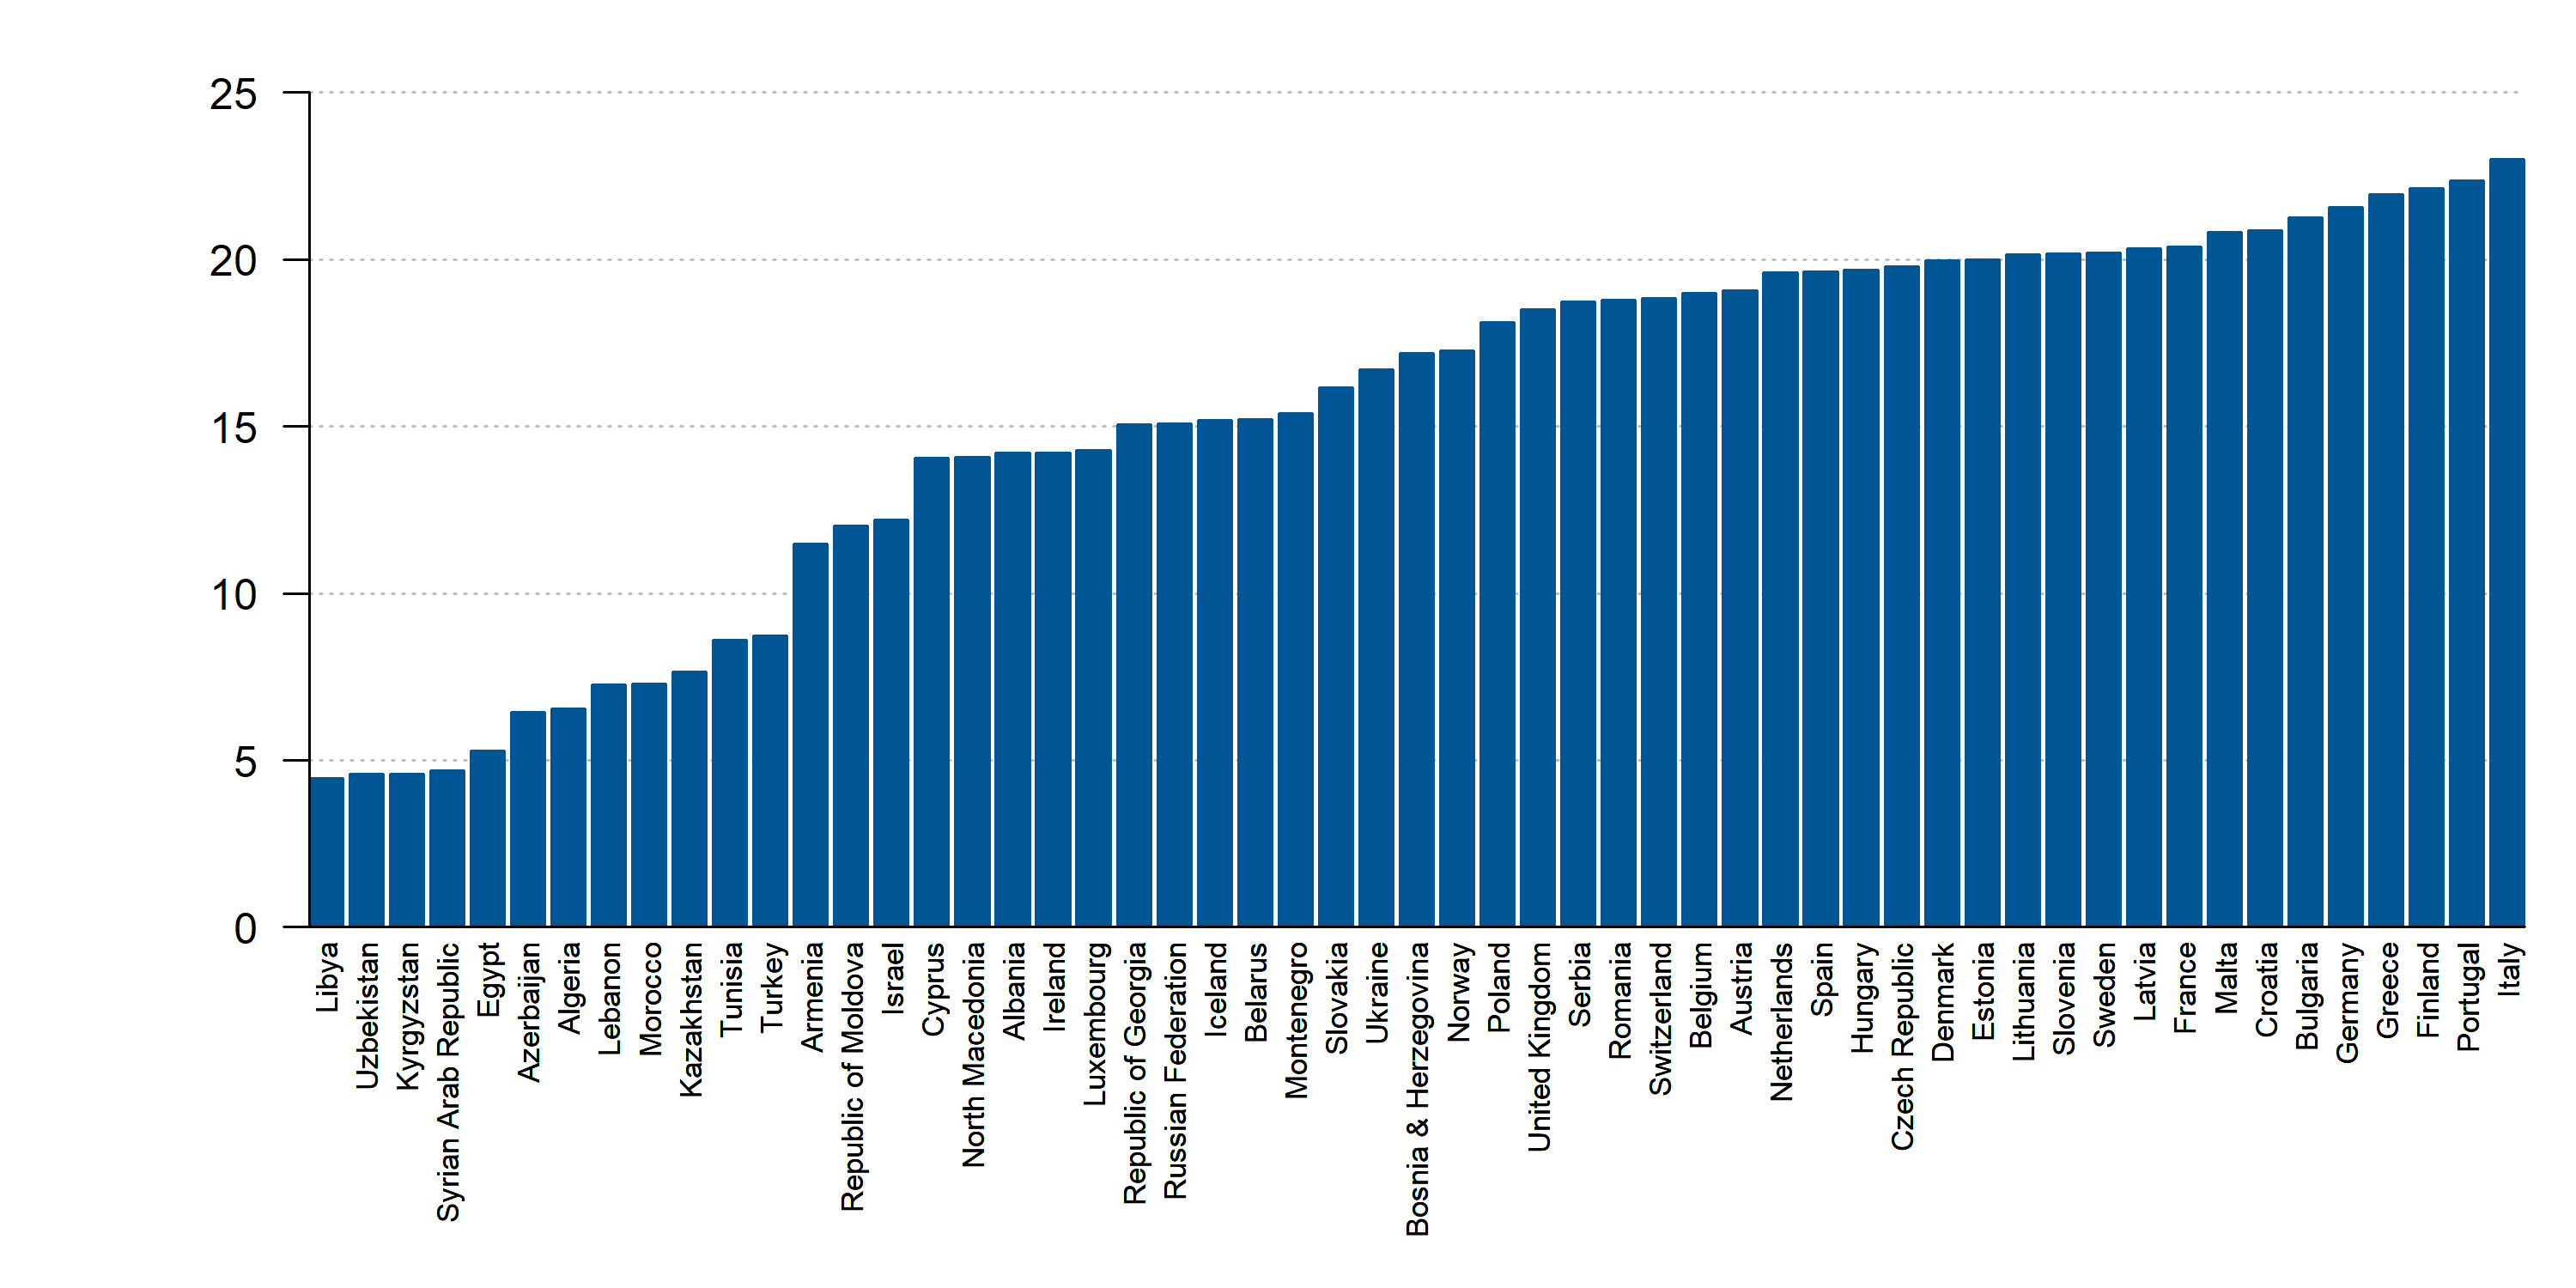 25
20
15
10
5
0
Libya
Uzbekistan
Kyrgyzstan
Syrian Arab Republic
Egypt
Azerbaijan
Algeria
Lebanon
Morocco
Kazakhstan
Tunisia
Turkey
Armenia
Republic of Moldova
Israel
Cyprus
North Macedonia
Albania
Ireland
Luxembourg
Republic of Georgia
Russian Federation
Iceland
Belarus
Montenegro
Slovakia
Ukraine
Bosnia & Herzegovina
Norway
Poland
United Kingdom
Serbia
Romania
Switzerland
Belgium
Austria
Netherlands
Spain
Hungary
Czech Republic
Denmark
Estonia
Lithuania
Slovenia
Sweden
Latvia
France
Malta
Croatia
Bulgaria
Germany
Greece
Finland
Portugal
Italy